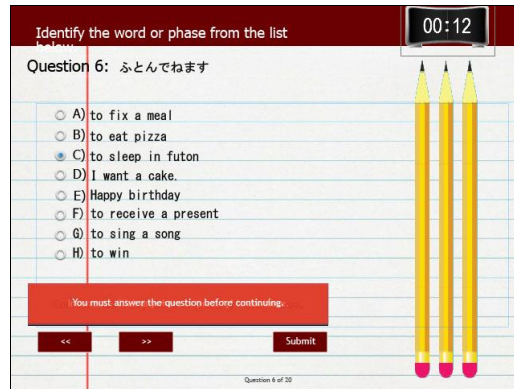 Identify the word or phase from the list
below
00:12
Question 6: ふとんでねます
A) to fix a meal
B) to eat pizza
C) to sleep in futon
D) I want a cake.
E) Happy birthday
F) to receive a present
G) to sing a song
H) to win
You must answer the question before continuing.
<< >> Submit
Question 6 of 20